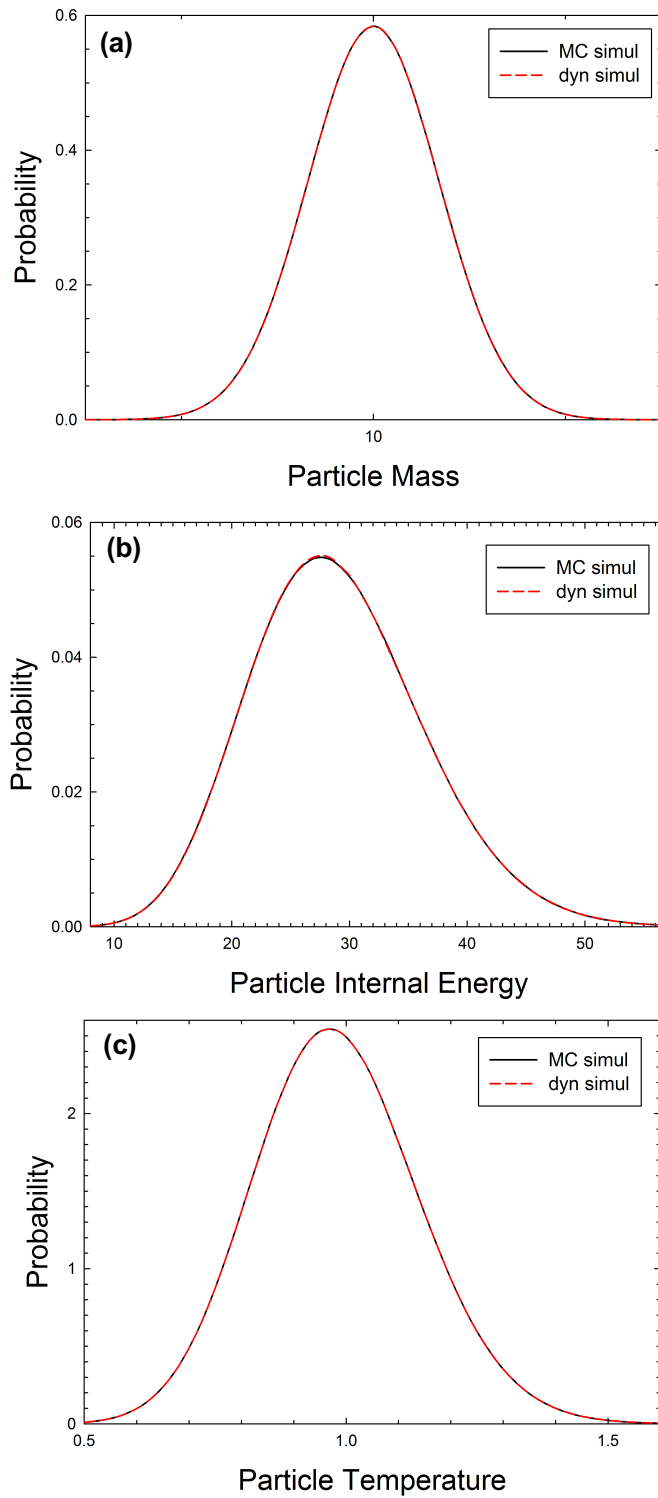 (a)
MC simul
dyn simul
0.6
0.4
0.2
0.0
Probability
10
Particle Mass
(b)
MC simul
dyn simul
0.06
0.04
0.02
0.00
Probability
10 20 30 40 50
Particle Internal Energy
(c)
MC simul
dyn simul
2
1
0
Probability
0.5 1.0 1.5
Particle Temperature